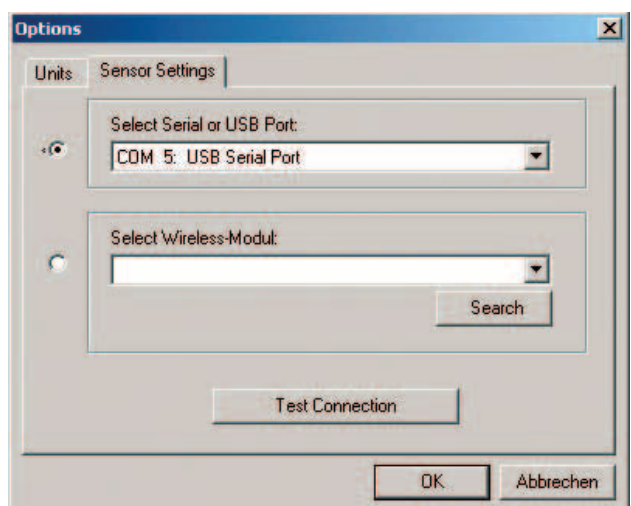 Options
Units Sensor Settings
Select Serial or USB Port:
COM 5: USB Serial Port
Select Wireless-Modul:
Search
Test Connection
OK Abbrechen